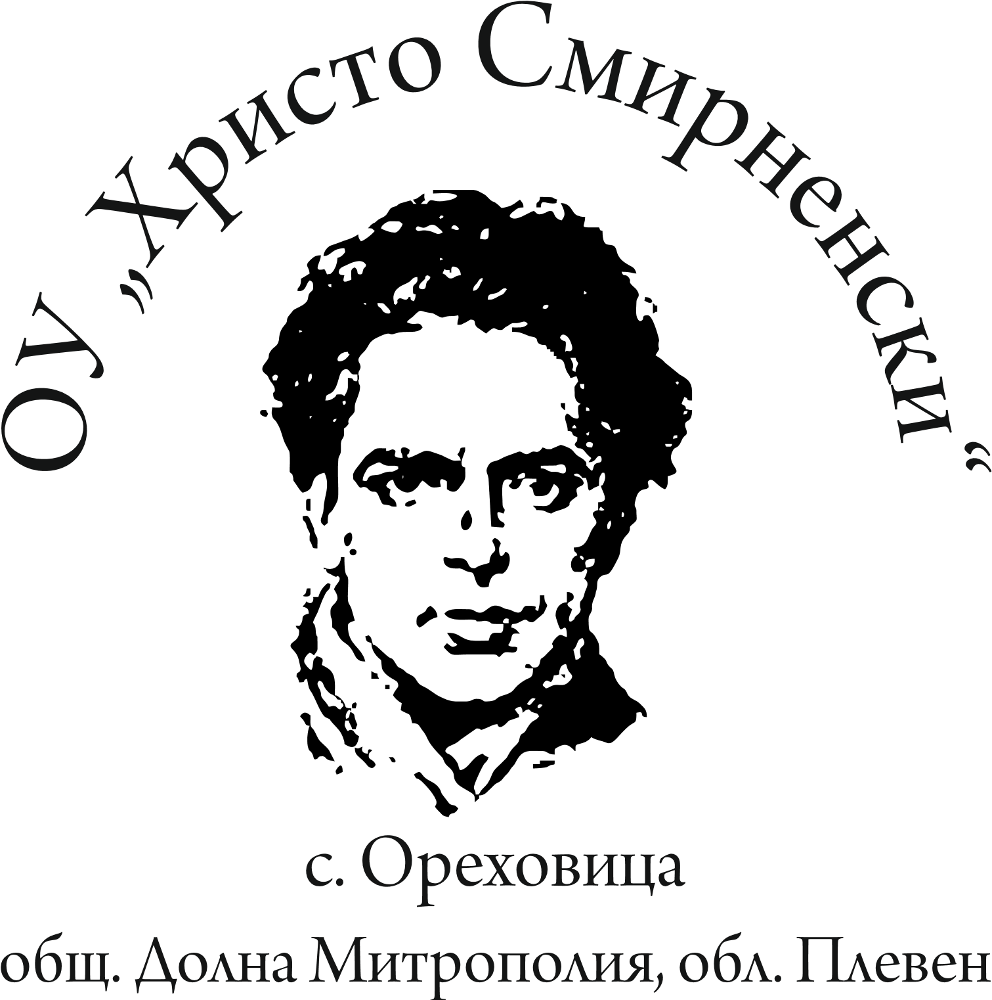 ОУ „Христо Смирненски“
с. Ореховица
общ. Долна Митрополия, обл. Плевен